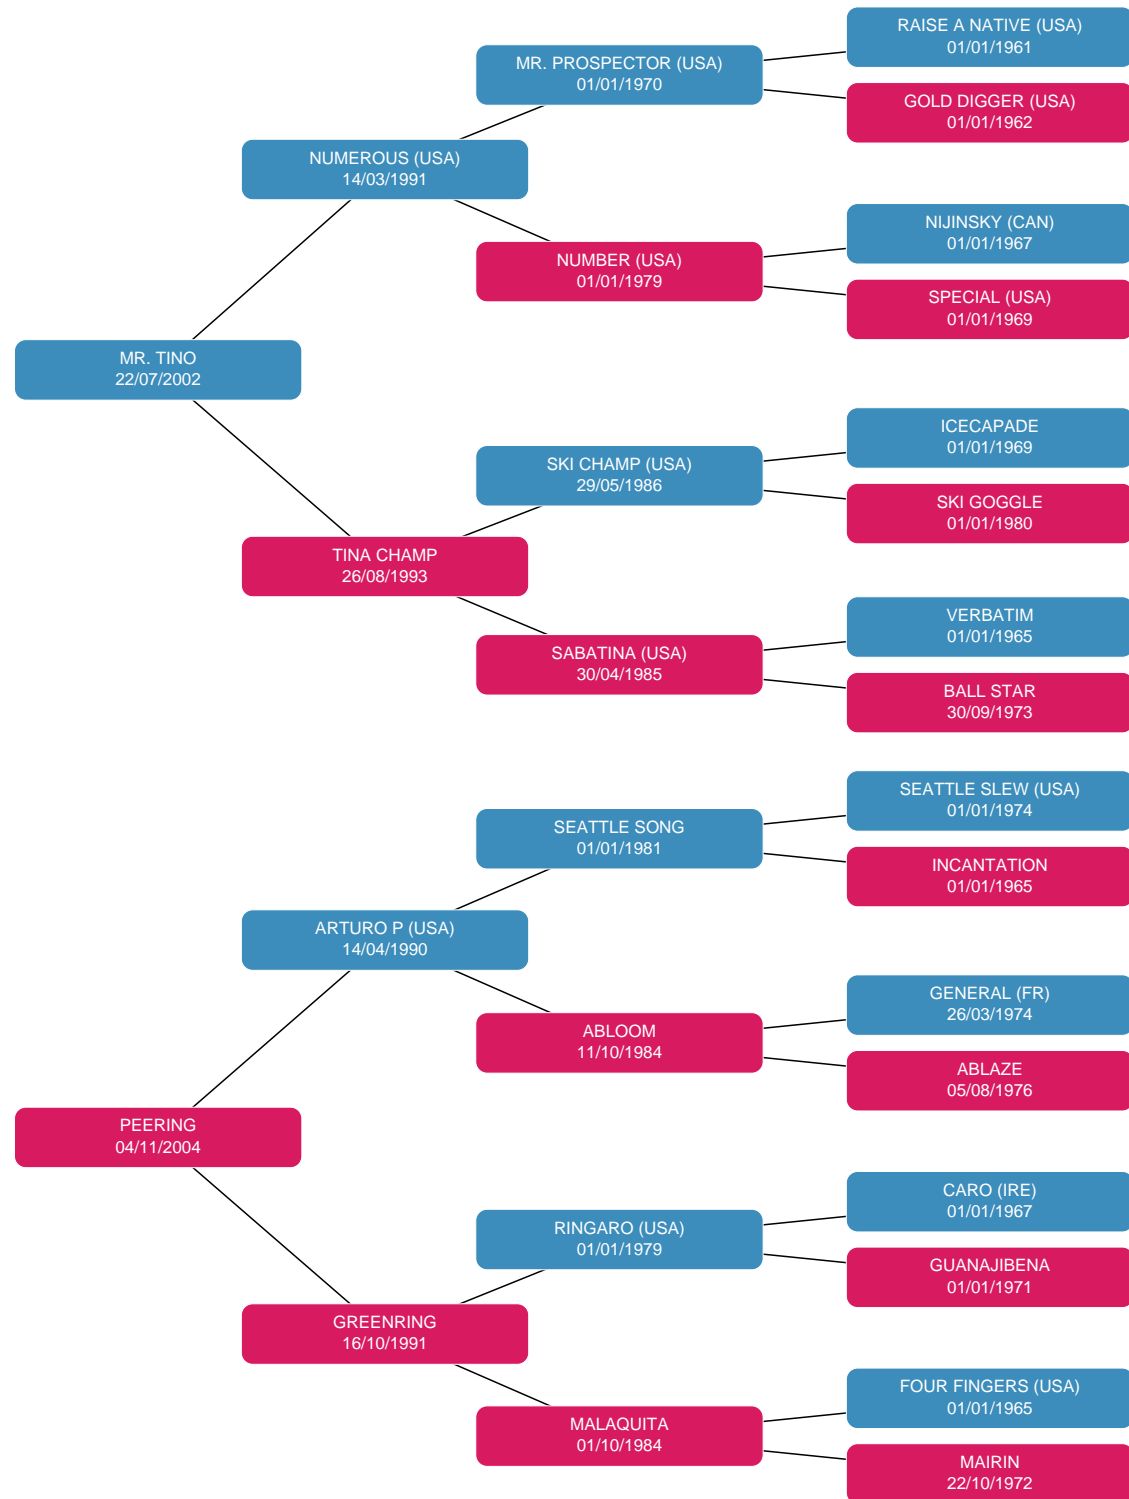 RAISE A NATIVE (USA)
01/01/1961
MR. PROSPECTOR (USA)
01/01/1970
GOLD DIGGER (USA)
01/01/1962
NUMEROUS (USA)
14/03/1991
NIJINSKY (CAN)
01/01/1967
NUMBER (USA)
01/01/1979
SPECIAL (USA)
01/01/1969
MR. TINO
22/07/2002
ICECAPADE
01/01/1969
SKI CHAMP (USA)
29/05/1986
SKI GOGGLE
01/01/1980
TINA CHAMP
26/08/1993
VERBATIM
01/01/1965
SABATINA (USA)
30/04/1985
BALL STAR
30/09/1973
SEATTLE SLEW (USA)
01/01/1974
SEATTLE SONG
01/01/1981
INCANTATION
01/01/1965
ARTURO P (USA)
14/04/1990
GENERAL (FR)
26/03/1974
ABLOOM
11/10/1984
ABLAZE
05/08/1976
PEERING
04/11/2004
CARO (IRE)
01/01/1967
RINGARO (USA)
01/01/1979
GUANAJIBENA
01/01/1971
GREENRING
16/10/1991
FOUR FINGERS (USA)
01/01/1965
MALAQUITA
01/10/1984
MAIRIN
22/10/1972